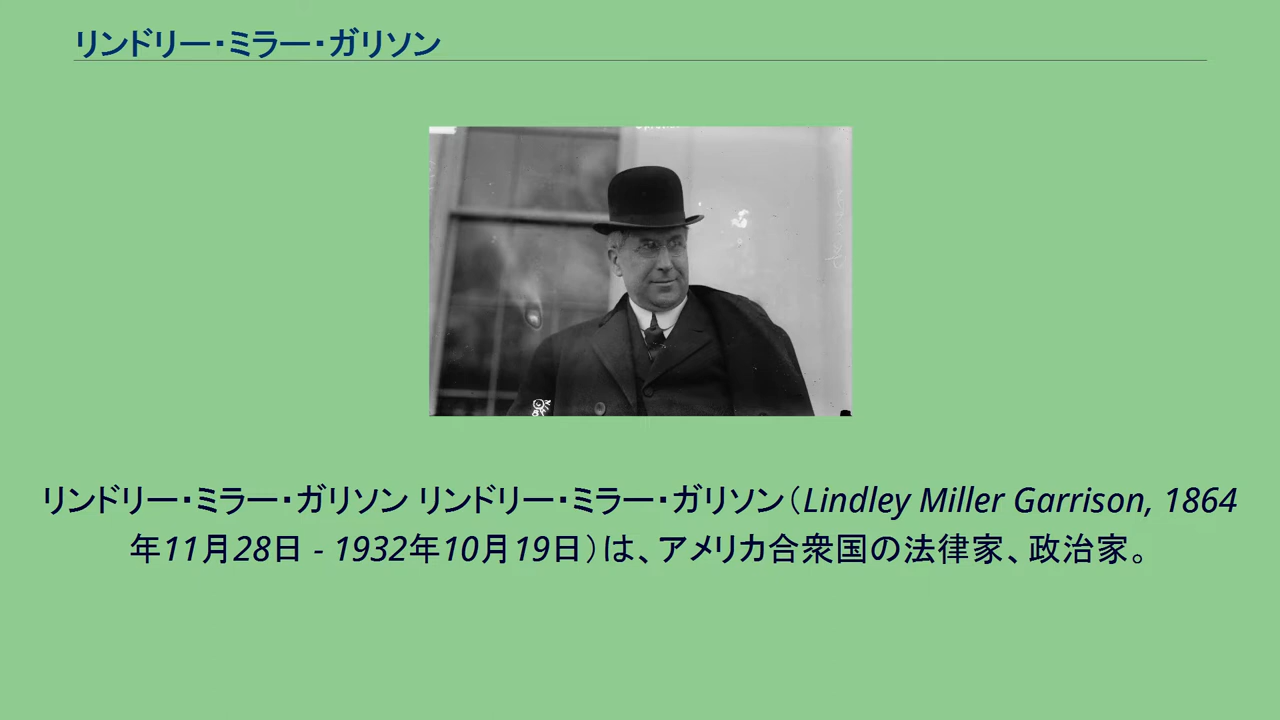 リンドリー・ミラー・ガリソン
リンドリー・ミラー・ガリソン リンドリー・ミラー・ガリソン（Lindley Miller Garrison, 1864
年11月28日 - 1932年10月19日）は、アメリカ合衆国の法律家、政治家。